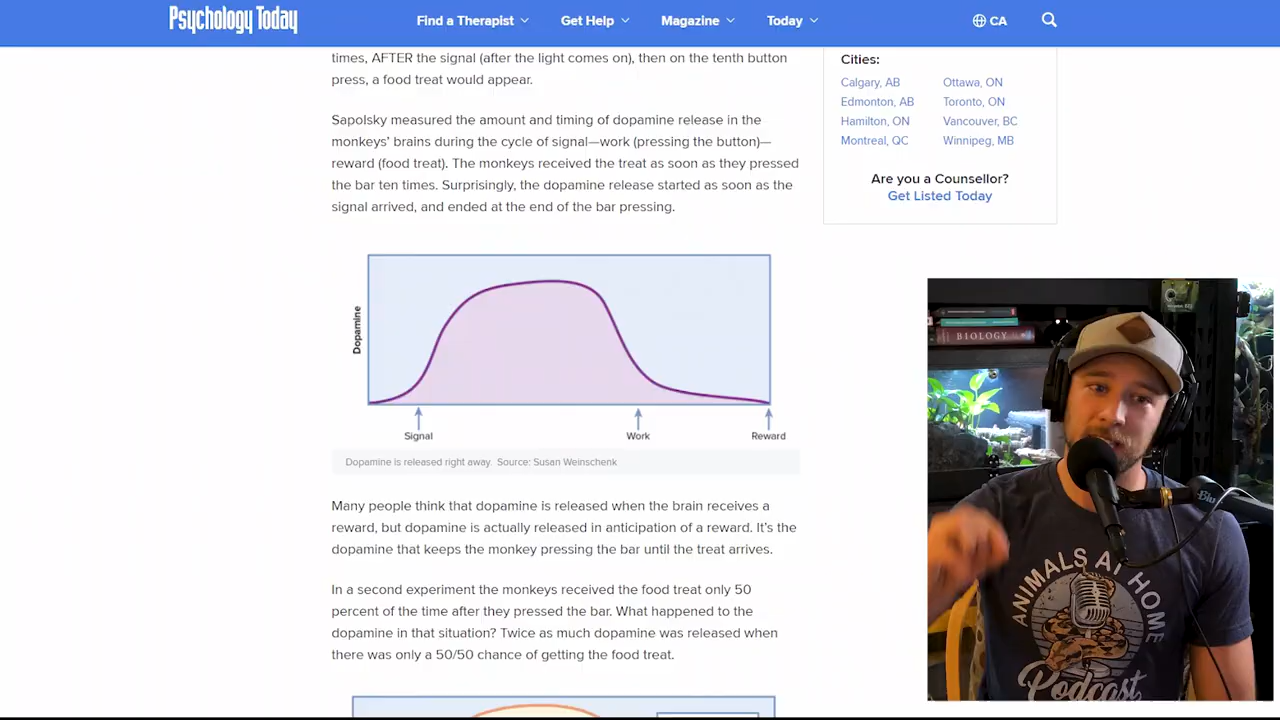 Psychology Today
Find a Therapist
Get Help
Magazine
Today
CA
times, AFTER the signal (after the light comes on), then on the tenth button
press, a food treat would appear.
Sapolsky measured the amount and timing of dopamine release in the
monkeys' brains during the cycle of signal—work (pressing the button)—
reward (food treat). The monkeys received the treat as soon as they pressed
the bar ten times. Surprisingly, the dopamine release started as soon as the
signal arrived, and ended at the end of the bar pressing.
Dopamine
Signal
Work
Reward
Dopamine is released right away. Source: Susan Weinschenk
Many people think that dopamine is released when the brain receives a
reward, but dopamine is actually released in anticipation of a reward. It's the
dopamine that keeps the monkey pressing the bar until the treat arrives.
In a second experiment the monkeys received the food treat only 50
percent of the time after they pressed the bar. What happened to the
dopamine in that situation? Twice as much dopamine was released when
there was only a 50/50 chance of getting the food treat.
Cities:
Calgary, AB
Ottawa, ON
Edmonton, AB
Toronto, ON
Hamilton, ON
Vancouver, BC
Montreal, QC
Winnipeg, MB
Are you a Counsellor?
Get Listed Today
BIOLOGY
Blu
ANIMALS AT HOME
Podcast